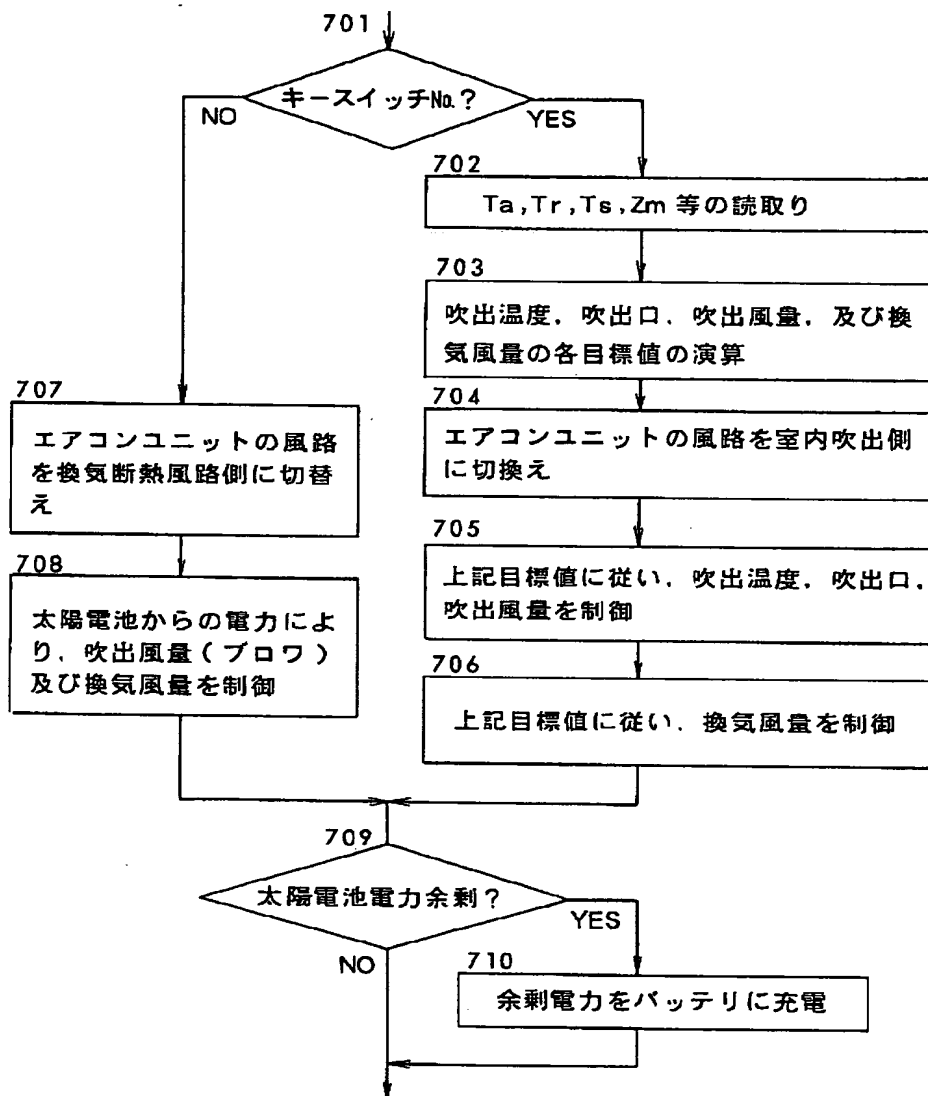 701
キースイッチNo.?
NO
YES
702
Ta,Tr,Ts,Zm 等の読取り
703
吹出温度,吹出口,吹出風量,及び換
気風量の各目標値の演算
704
エアコンユニットの風路を室内吹出側
に切換え
705
上記目標値に従い,吹出温度,吹出口,
吹出風量を制御
706
上記目標値に従い,換気風量を制御
707
エアコンユニットの風路
を換気断熱風路側に切替
え
708
太陽電池からの電力によ
り,吹出風量(ブロワ)
及び換気風量を制御
709
太陽電池電力余剰?
YES
NO
710
余剰電力をバッテリに充電